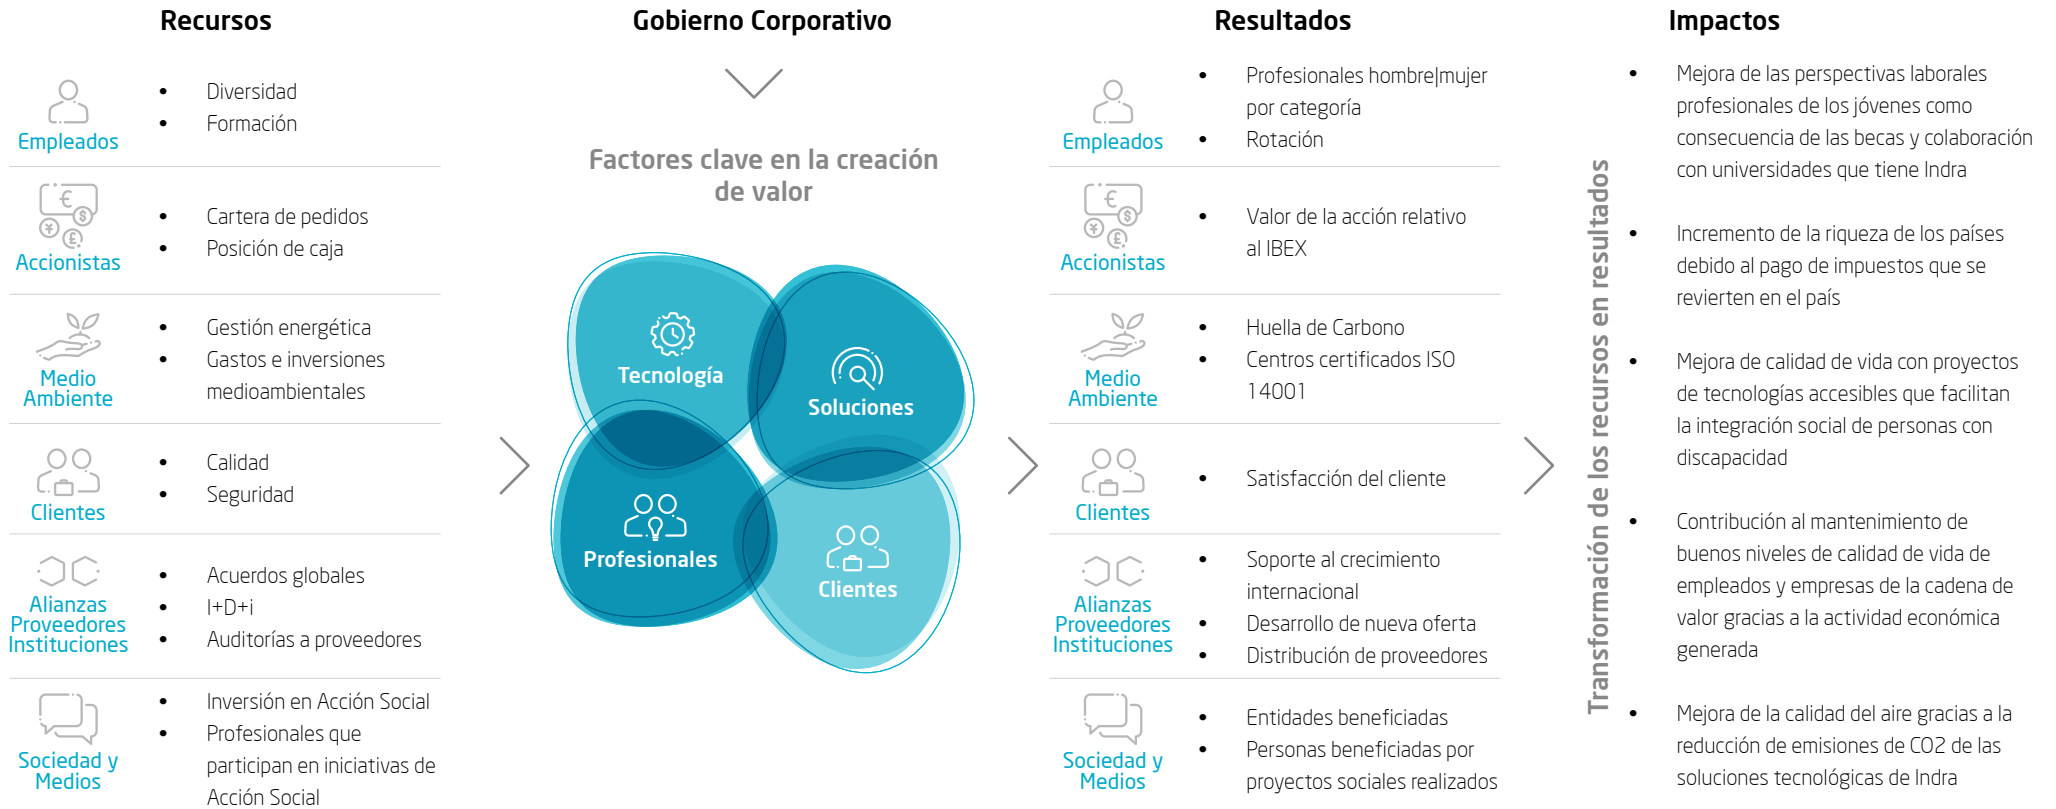 Recursos
Empleados
• Diversidad
• Formación
Accionistas
• Cartera de pedidos
• Posición de caja
Medio
Ambiente
• Gestión energética
• Gastos e inversiones
medioambientales
Clientes
• Calidad
• Seguridad
Alianzas
Proveedores
Instituciones
• Acuerdos globales
• I+D+i
• Auditorías a proveedores
Sociedad y
Medios
• Inversión en Acción Social
• Profesionales que
participan en iniciativas de
Acción Social
Gobierno Corporativo
Factores clave en la creación
de valor
Tecnología
Soluciones
Profesionales
Clientes
Resultados
Empleados
• Profesionales hombre|mujer
por categoría
• Rotación
Accionistas
• Valor de la acción relativo
al IBEX
Medio
Ambiente
• Huella de Carbono
• Centros certificados ISO
14001
Clientes
• Satisfacción del cliente
Alianzas
Proveedores
Instituciones
• Soporte al crecimiento
internacional
• Desarrollo de nueva oferta
• Distribución de proveedores
Sociedad y
Medios
• Entidades beneficiadas
• Personas beneficiadas por
proyectos sociales realizados
Transformación de los recursos en resultados
Impactos
• Mejora de las perspectivas laborales
profesionales de los jóvenes como
consecuencia de las becas y colaboración
con universidades que tiene Indra
• Incremento de la riqueza de los países
debido al pago de impuestos que se
revierten en el país
• Mejora de calidad de vida con proyectos
de tecnologías accesibles que facilitan
la integración social de personas con
discapacidad
• Contribución al mantenimiento de
buenos niveles de calidad de vida de
empleados y empresas de la cadena de
valor gracias a la actividad económica
generada
• Mejora de la calidad del aire gracias a la
reducción de emisiones de CO2 de las
soluciones tecnológicas de Indra